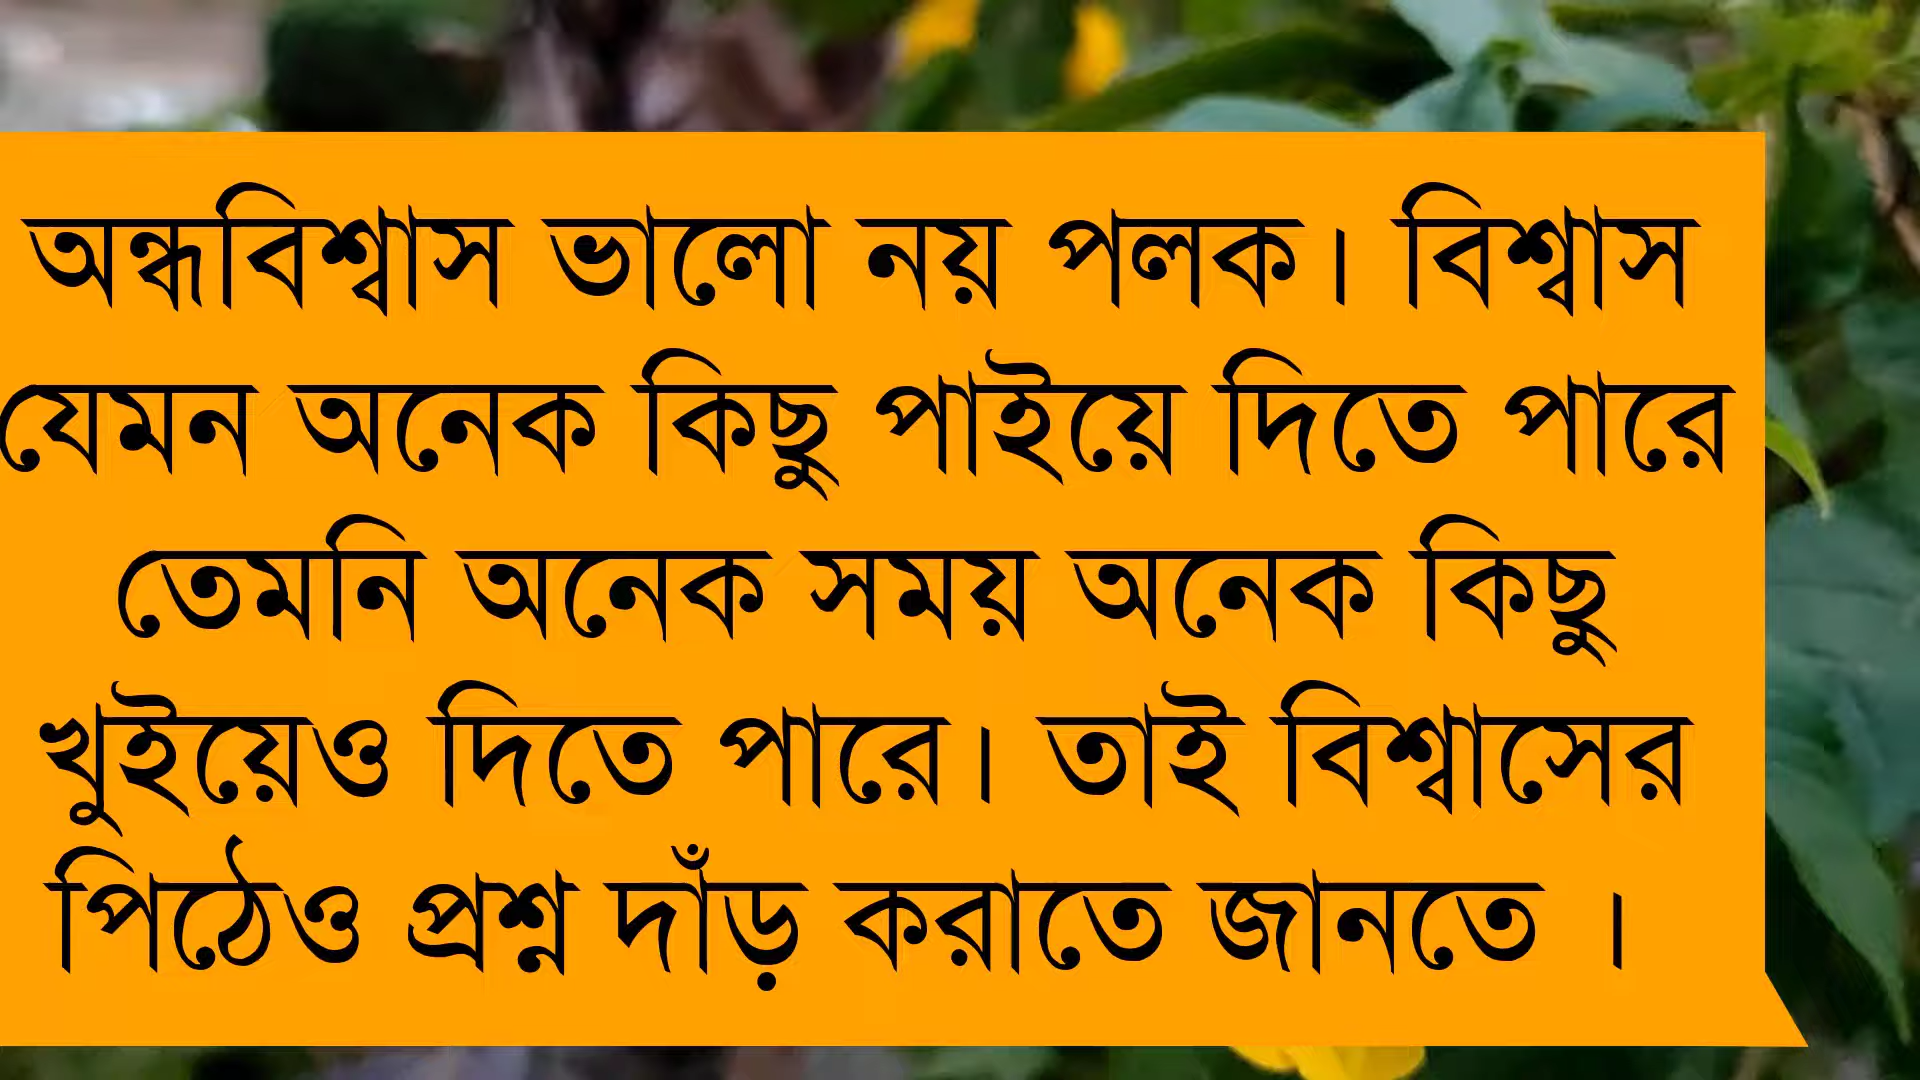 অন্ধবিশ্বাস ভালো নয় পলক। বিশ্বাস
যেমন অনেক কিছু পাইয়ে দিতে পারে
তেমনি অনেক সময় অনেক কিছু
খুইয়েও দিতে পারে। তাই বিশ্বাসের
পিঠেও প্রশ্ন দাঁড় করাতে জানতে ।